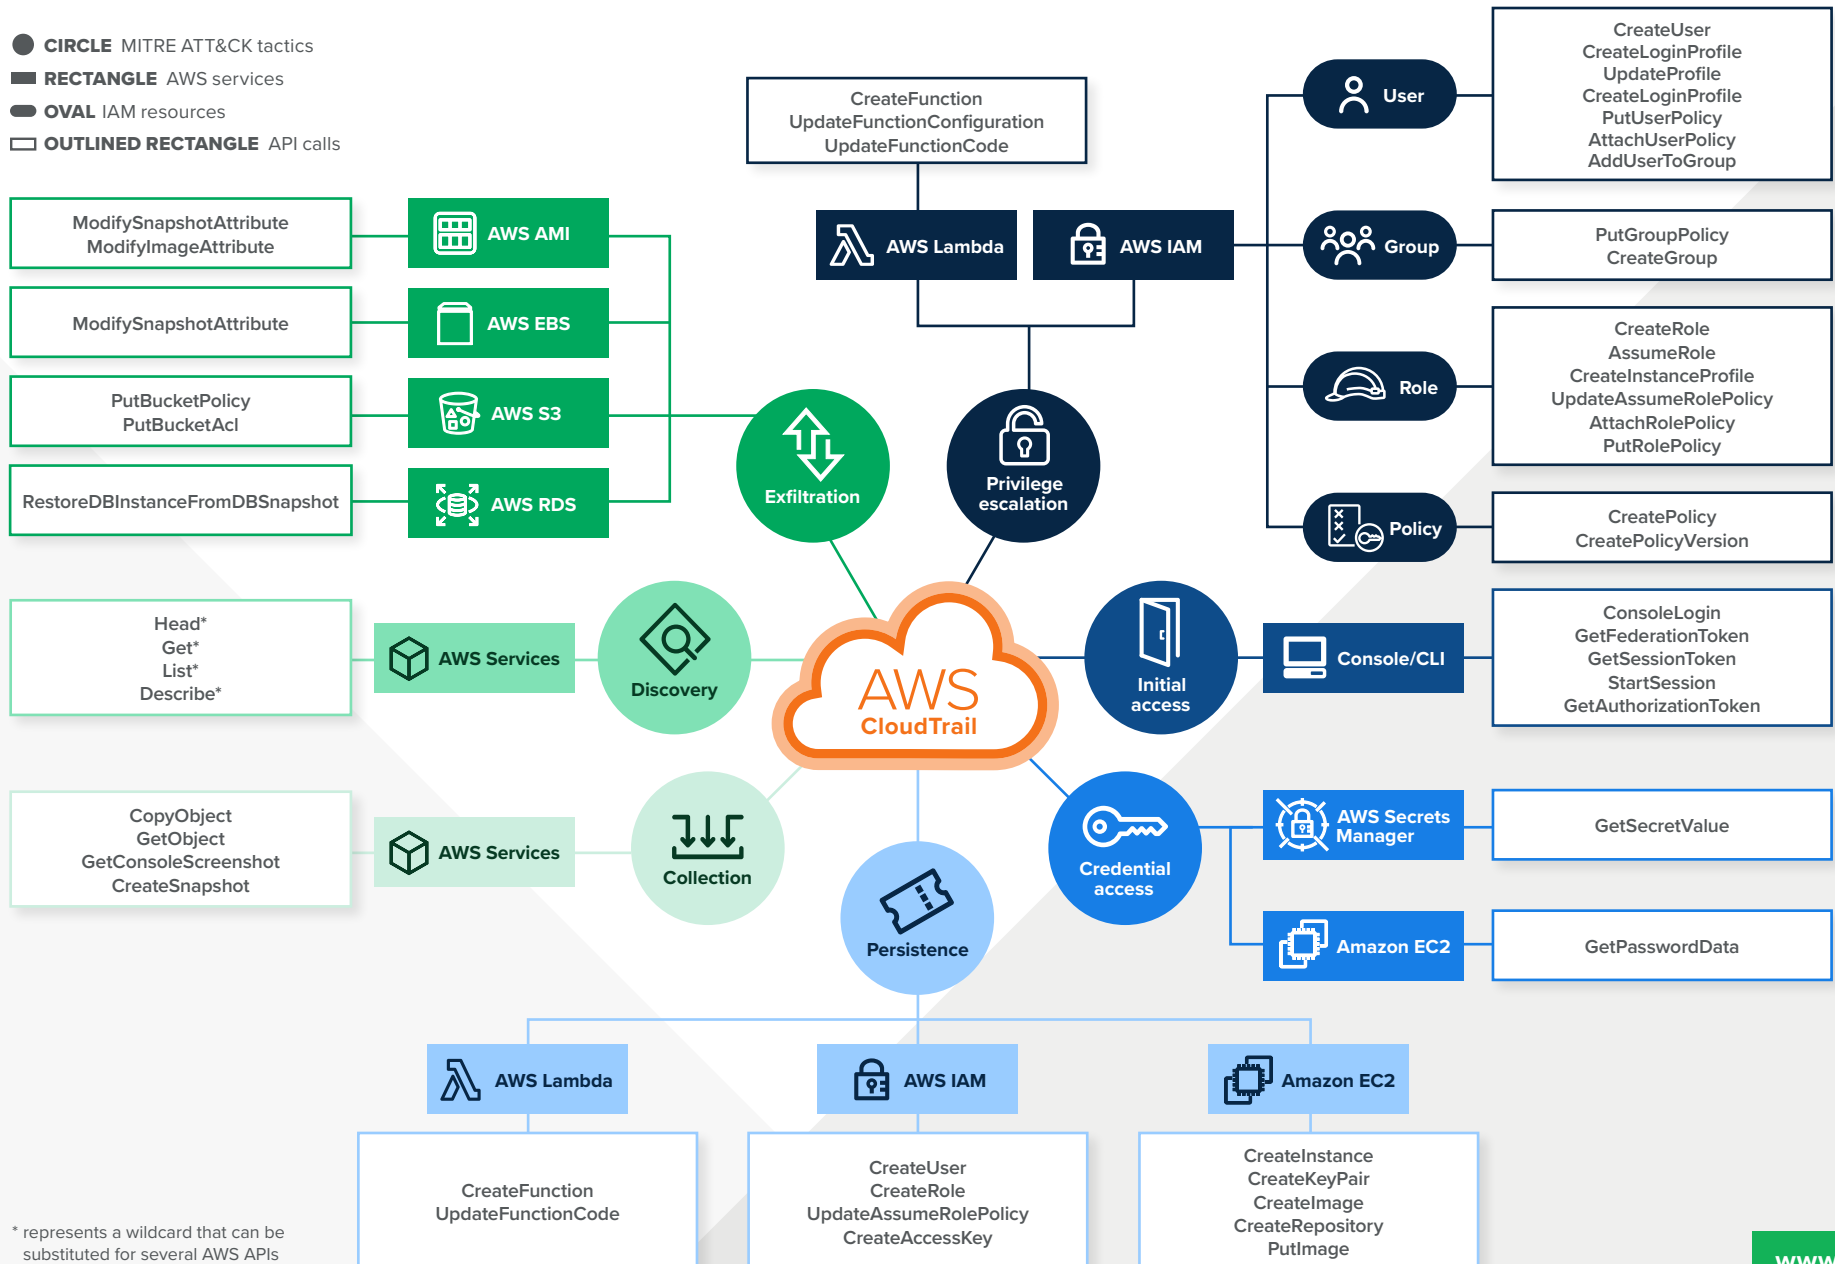 CIRCLE MITRE ATT&CK tactics
RECTANGLE AWS services
OVAL IAM resources
OUTLINED RECTANGLE API calls
CreateFunction
UpdateFunctionConfiguration
UpdateFunctionCode
AWS Lambda
AWS IAM
Privilege
escalation
User
CreateUser
CreateLoginProfile
UpdateProfile
CreateLoginProfile
PutUserPolicy
AttachUserPolicy
AddUserToGroup
Group
PutGroupPolicy
CreateGroup
Role
CreateRole
AssumeRole
CreateInstanceProfile
UpdateAssumeRolePolicy
AttachRolePolicy
PutRolePolicy
Policy
CreatePolicy
CreatePolicyVersion
ModifySnapshotAttribute
ModifyImageAttribute
AWS AMI
ModifySnapshotAttribute
AWS EBS
PutBucketPolicy
PutBucketAcl
AWS S3
RestoreDBInstanceFromDBSnapshot
AWS RDS
Exfiltration
Head*
Get*
List*
Describe*
AWS Services
Discovery
AWS
CloudTrail
Initial
access
Console/CLI
ConsoleLogin
GetFederationToken
GetSessionToken
StartSession
GetAuthorizationToken
CopyObject
GetObject
GetConsoleScreenshot
CreateSnapshot
AWS Services
Collection
Credential
access
AWS Secrets
Manager
GetSecretValue
Amazon EC2
GetPasswordData
Persistence
AWS Lambda
CreateFunction
UpdateFunctionCode
AWS IAM
CreateUser
CreateRole
UpdateAssumeRolePolicy
CreateAccessKey
Amazon EC2
CreateInstance
CreateKeyPair
CreateImage
CreateRepository
PutImage
* represents a wildcard that can be
substituted for several AWS APIs
www